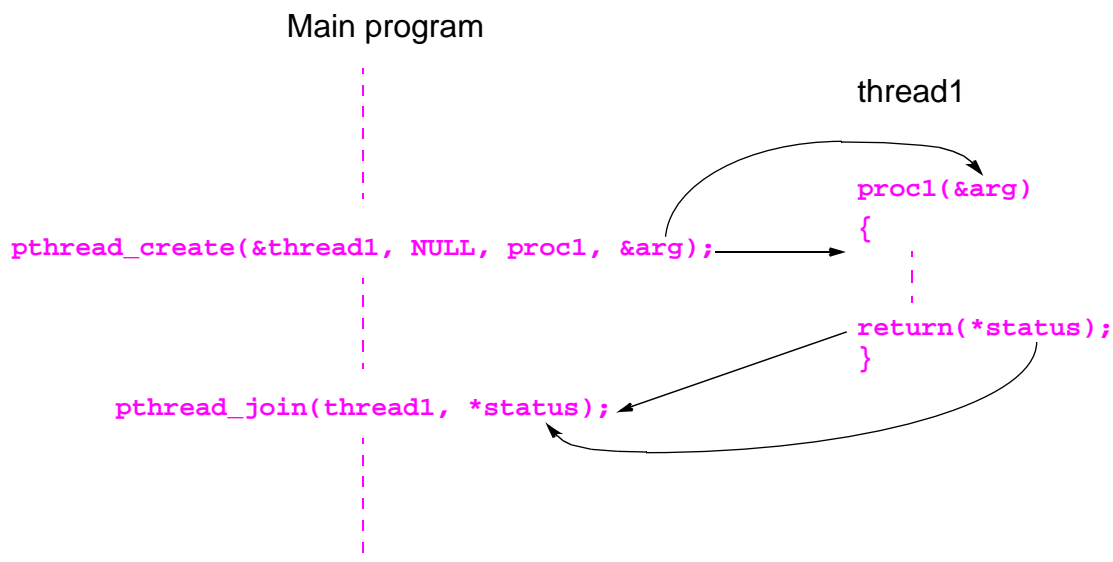 Main program
thread1
proc1(&arg)
{
pthread_create(&thread1, NULL, proc1, &arg);
return(*status);
}
pthread_join(thread1, *status);